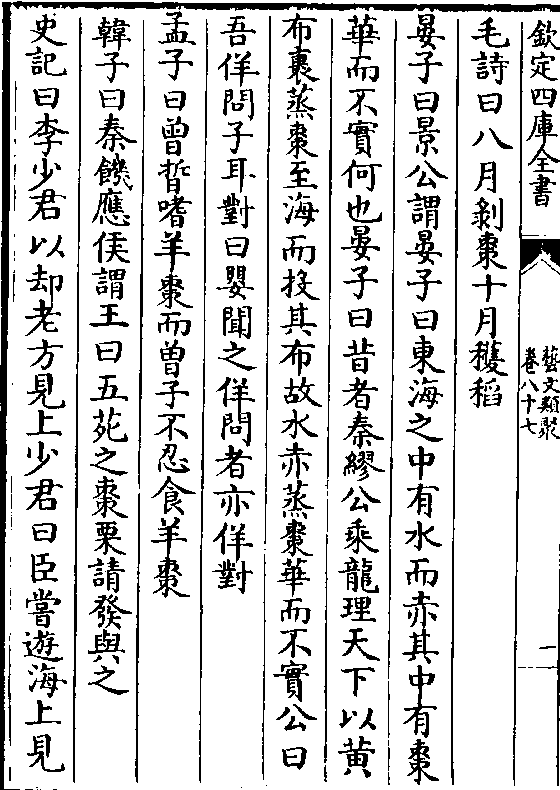 欽定四庫全書
藝文類聚
卷八十七
一
毛詩曰八月剥棗十月穫稻
晏子曰景公謂晏子曰東海之中有水而赤其中有棗
華而不實何也晏子曰昔者秦繆公乘龍理天下以黄
布裹蒸棗至海而投其布故水赤蒸棗華而不實公曰
吾佯問子耳對曰嬰聞之佯問者亦佯對
孟子曰曾晳嗜羊棗而曾子不忍食羊棗
韓子曰秦饑應侯謂王曰五苑之棗栗請發與之
史記曰李少君以却老方見上少君曰臣嘗遊海上見